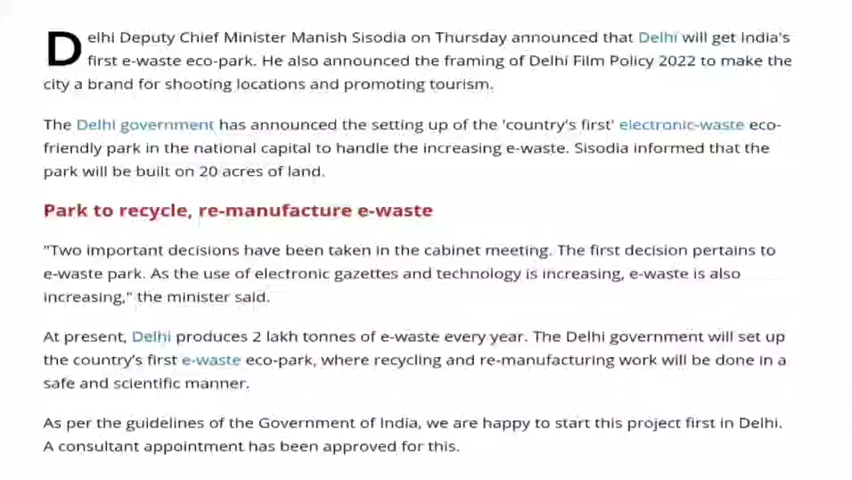 Delhi Deputy Chief Minister Manish Sisodia on Thursday announced that Delhi will get India's
first e-waste eco-park. He also announced the framing of Delhi Film Policy 2022 to make the
city a brand for shooting locations and promoting tourism.
The Delhi government has announced the setting up of the 'country's first' electronic-waste eco-
friendly park in the national capital to handle the increasing e-waste. Sisodia informed that the
park will be built on 20 acres of land.
Park to recycle, re-manufacture e-waste
"Two important decisions have been taken in the cabinet meeting. The first decision pertains to
e-waste park. As the use of electronic gazettes and technology is increasing, e-waste is also
increasing," the minister said.
At present, Delhi produces 2 lakh tonnes of e-waste every year. The Delhi government will set up
the country's first e-waste eco-park, where recycling and re-manufacturing work will be done in a
safe and scientific manner.
As per the guidelines of the Government of India, we are happy to start this project first in Delhi.
A consultant appointment has been approved for this.